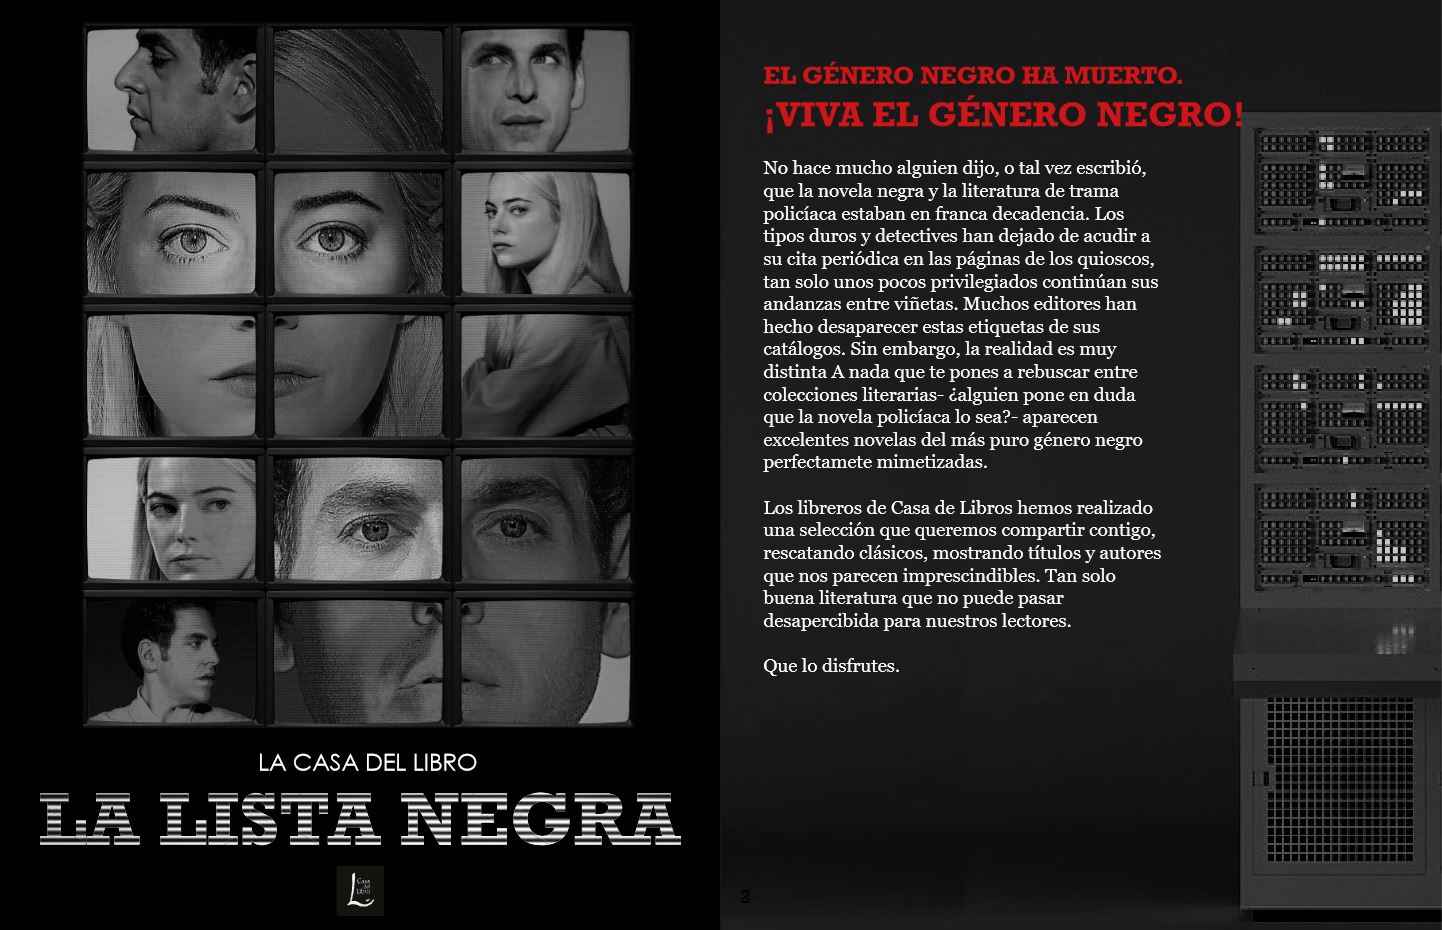 LA CASA DEL LIBRO
LA LISTA NEGRA
Casa
del
Libro
EL GÉNERO NEGRO HA MUERTO.
¡VIVA EL GÉNERO NEGRO!
No hace mucho alguien dijo, o tal vez escribió,
que la novela negra y la literatura de trama
policíaca estaban en franca decadencia. Los
tipos duros y detectives han dejado de acudir a
su cita periódica en las páginas de los quioscos,
tan solo unos pocos privilegiados continúan sus
andanzas entre viñetas. Muchos editores han
hecho desaparecer estas etiquetas de sus
catálogos. Sin embargo, la realidad es muy
distinta A nada que te pones a rebuscar entre
colecciones literarias- ¿alguien pone en duda
que la novela policíaca lo sea?- aparecen
excelentes novelas del más puro género negro
perfectamete mimetizadas.
Los libreros de Casa de Libros hemos realizado
una selección que queremos compartir contigo,
rescatando clásicos, mostrando títulos y autores
que nos parecen imprescindibles. Tan solo
buena literatura que no puede pasar
desapercibida para nuestros lectores.
Que lo disfrutes.
2